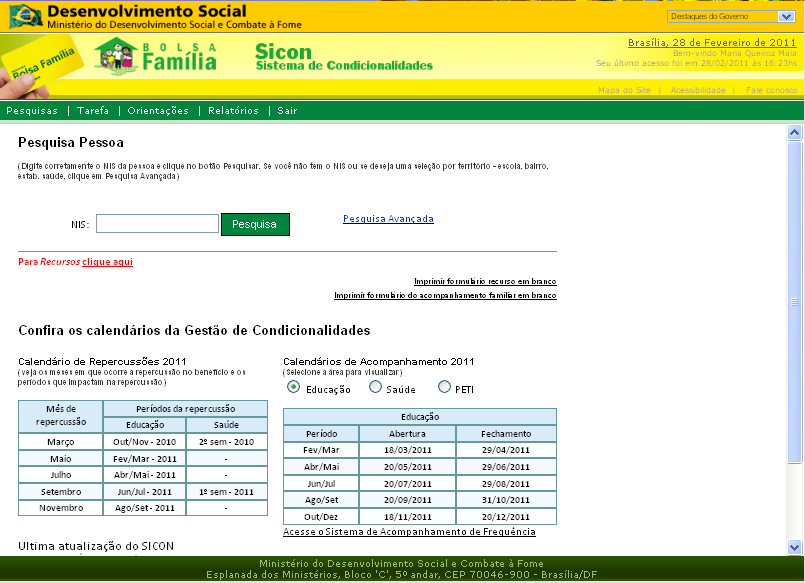 Desenvolvimento Social
Ministério do Desenvolvimento Social e Combate à Fome
Destaques do Governo
Bolsa Família
BOLSA
Família
Sicon
Sistema de Condicionalidades
Brasília, 28 de Fevereiro de 2011
Bem-vindo Maria Queiroz Maia
Seu último acesso foi em 28/02/2011 às 16:23hs
Mapa do Site | Acessibilidade | Fale conosco
Pesquisas | Tarefa | Orientações | Relatórios | Sair
Pesquisa Pessoa
(Digite corretamente o NIS da pessoa e clique no botão Pesquisar. Se você não tem o NIS ou se deseja uma seleção por território - escola, bairro,
estab. saúde, clique em Pesquisa Avançada)
NIS: Pesquisa Pesquisa Avançada
Para Recursos clique aqui
Imprimir formulário recurso em branco
Imprimir formulário do acompanhamento familiar em branco
Confira os calendários da Gestão de Condicionalidades
Calendário de Repercussões 2011
(veja os meses em que ocorre a repercussão no benefício e os
períodos que impactam na repercussão)
Mês de repercussão Períodos da repercussão
Educação Saúde
Março Out/Nov - 2010 2º sem - 2010
Maio Fev/Mar - 2011 -
Julho Abr/Mai - 2011 -
Setembro Jun/Jul - 2011 1º sem - 2011
Novembro Ago/Set - 2011 -
Calendários de Acompanhamento 2011
(Selecione a área para visualizar)
Educação Saúde PETI
Educação
Período Abertura Fechamento
Fev/Mar 18/03/2011 29/04/2011
Abr/Mai 20/05/2011 29/06/2011
Jun/Jul 20/07/2011 29/08/2011
Ago/Set 20/09/2011 31/10/2011
Out/Dez 18/11/2011 20/12/2011
Acesse o Sistema de Acompanhamento de Frequência
Ultima atualização do SICON
Ministério do Desenvolvimento Social e Combate à Fome
Esplanada dos Ministérios, Bloco 'C', 5º andar, CEP 70046-900 - Brasília/DF